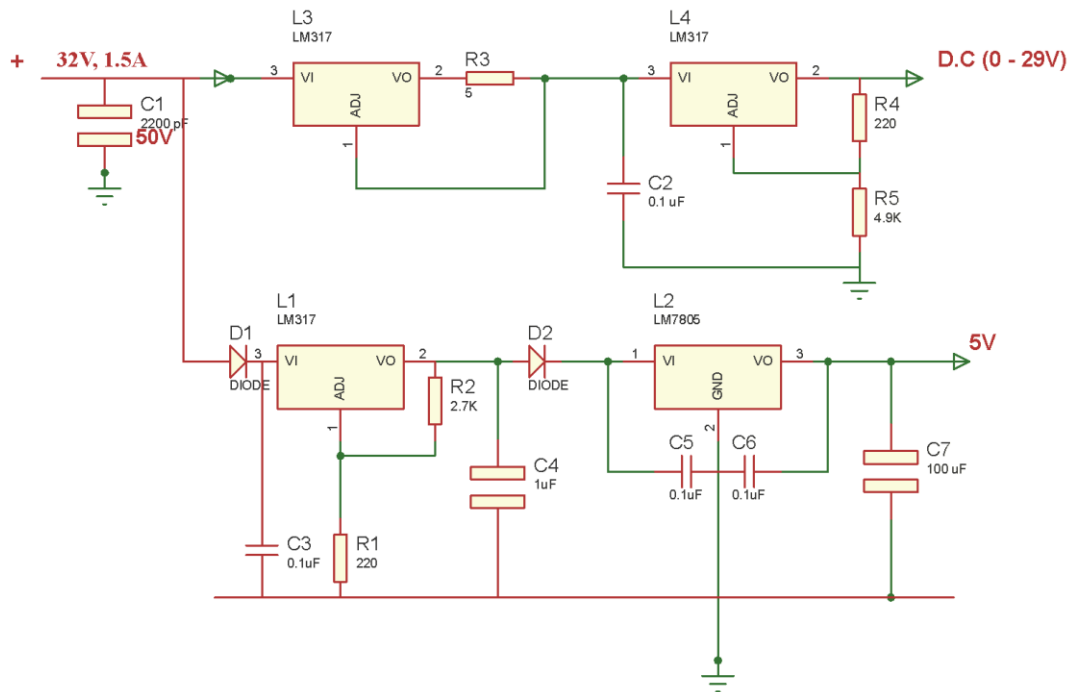 L3
LM317
L4
LM317
+ 32V, 1.5A
3 VI VO 2
ADJ
1
R3
5
3 VI VO 2
ADJ
1
D.C (0 - 29V)
C1
2200 pF
50V
R4
220
C2
0.1 uF
R5
4.9K
L1
LM317
L2
LM7805
D1
DIODE
3 VI VO 2
ADJ
1
R2
2.7K
D2
DIODE
1 VI VO 3
GND
2
5V
C4
1uF
C5
0.1uF
C6
0.1uF
C7
100 uF
C3
0.1uF
R1
220